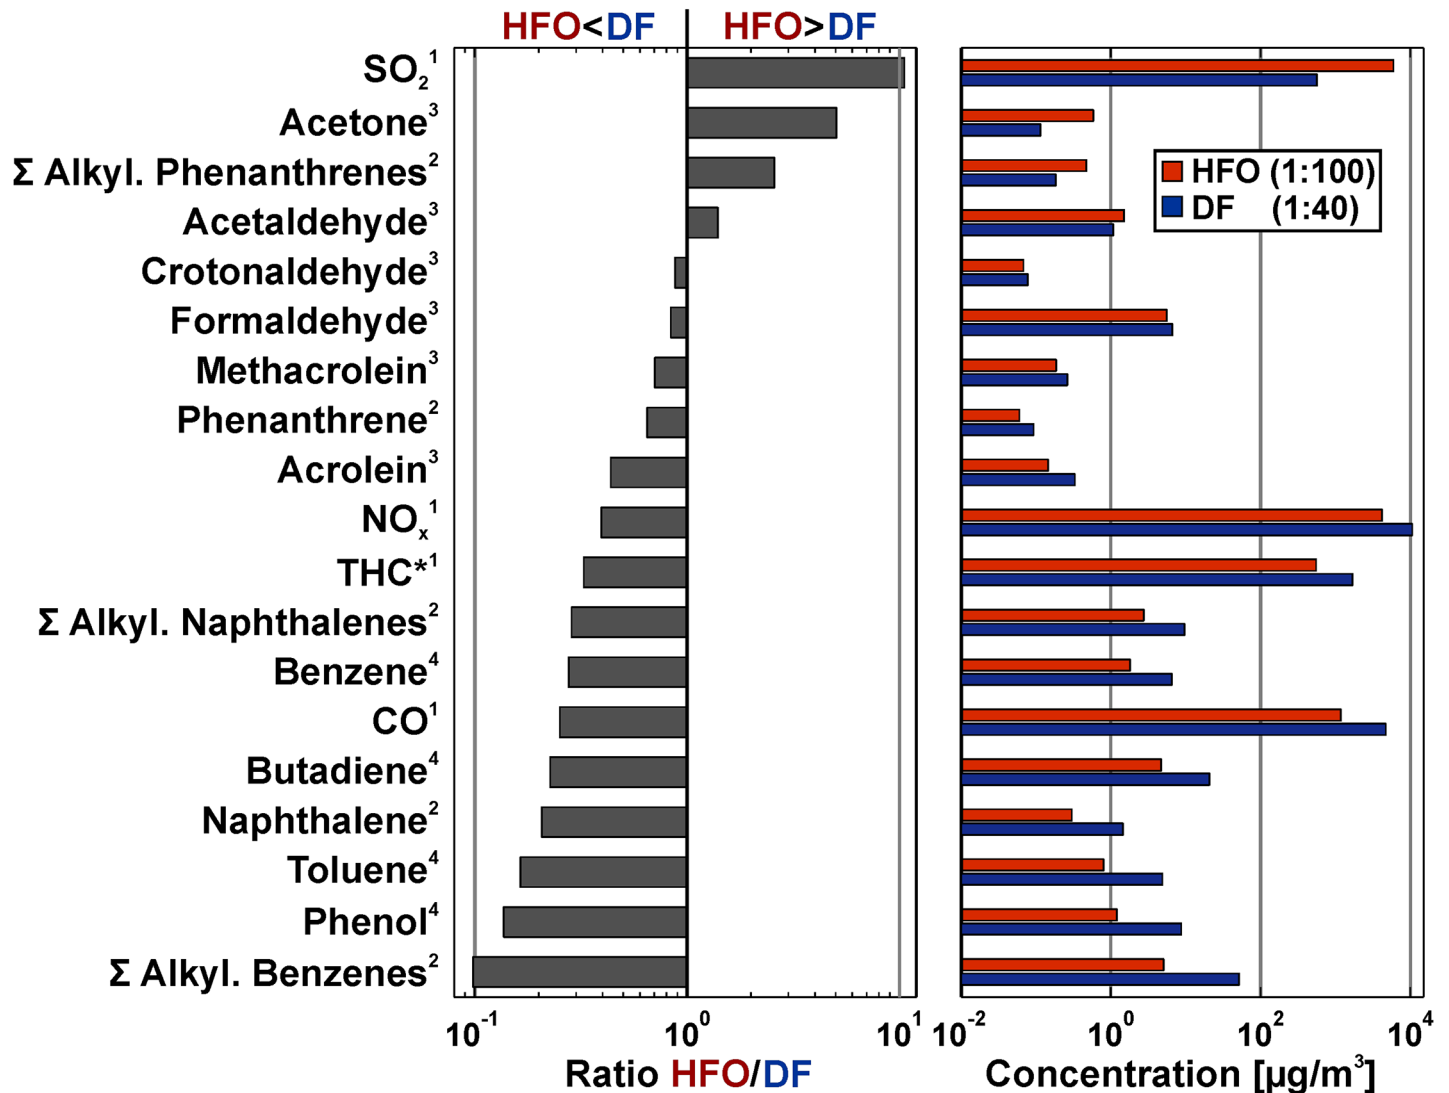 HFO<DF HFO>DF
SO₂¹
Acetone³
Σ Alkyl. Phenanthrenes²
Acetaldehyde³
Crotonaldehyde³
Formaldehyde³
Methacrolein³
Phenanthrene²
Acrolein³
NOₓ¹
THC*¹
Σ Alkyl. Naphthalenes²
Benzene⁴
CO¹
Butadiene⁴
Naphthalene²
Toluene⁴
Phenol⁴
Σ Alkyl. Benzenes²
HFO (1:100)
DF (1:40)
10⁻¹ 10⁰ 10¹ 10⁻² 10⁰ 10² 10⁴
Ratio HFO/DF Concentration [µg/m³]